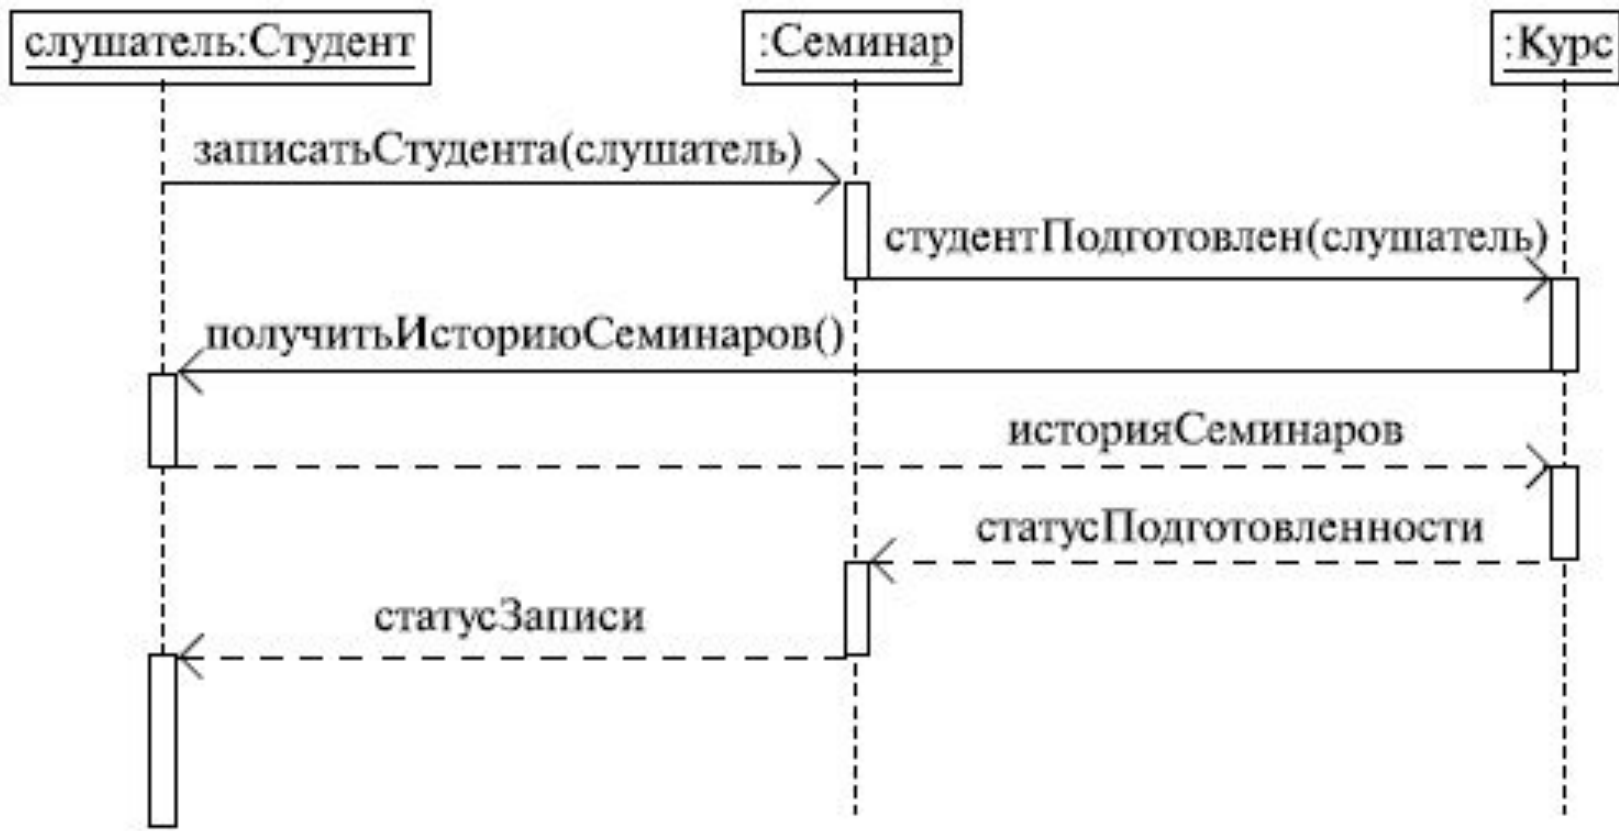 слушатель:Студент
:Семинар
:Курс
записатьСтудента(слушатель)
студентПодготовлен(слушатель)
получитьИсториюСеминаров()
историяСеминаров
статусПодготовленности
статусЗаписи